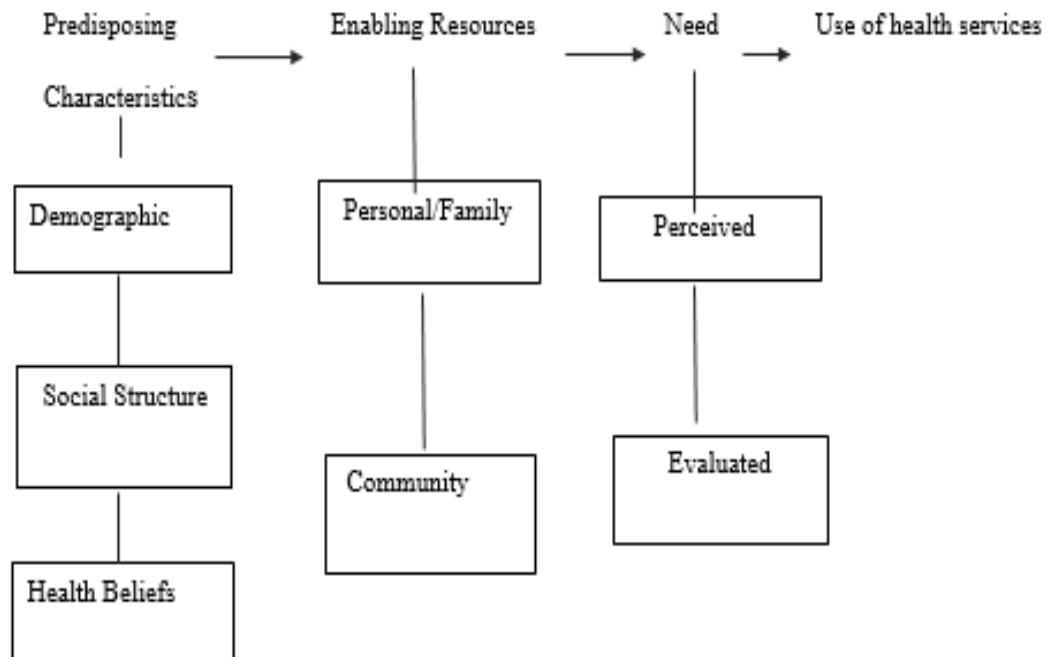 Predisposing
Characteristics
Enabling Resources
Need
Use of health services
Demographic
Social Structure
Health Beliefs
Personal/Family
Community
Perceived
Evaluated